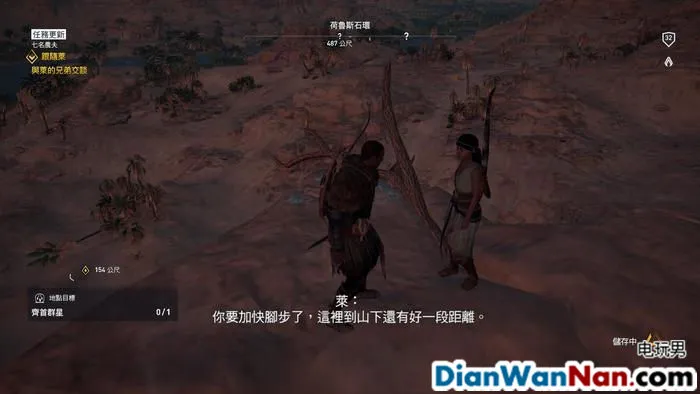 荷鲁斯石環
任務更新
487 公尺
?
?
32
七名農夫
跟隨萊
與萊的兄弟交談
154 公尺
地點目標
齊首群星 0/1
萊：
你要加快腳步了，這裡到山下還有好一段距離。
儲存中
电玩男
DianWanNan.com